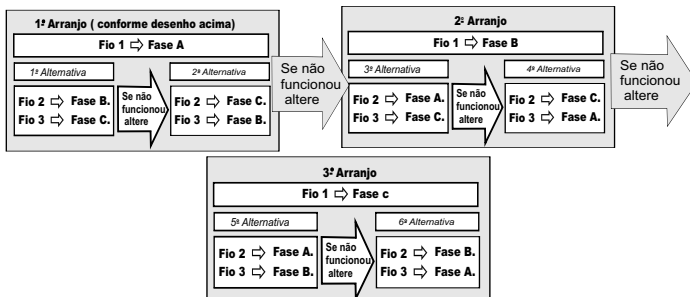 1ª Arranjo ( conforme desenho acima)
Fio 1 ⇨ Fase A
1ª Alternativa
Fio 2 ⇨ Fase B.
Fio 3 ⇨ Fase C.
Se não
funcionou
altere
2ª Alternativa
Fio 2 ⇨ Fase C.
Fio 3 ⇨ Fase B.
Se não
funcionou
altere
2ª Arranjo
Fio 1 ⇨ Fase B
3ª Alternativa
Fio 2 ⇨ Fase A.
Fio 3 ⇨ Fase C.
Se não
funcionou
altere
4ª Alternativa
Fio 2 ⇨ Fase C.
Fio 3 ⇨ Fase A.
Se não
funcionou
altere
3ª Arranjo
Fio 1 ⇨ Fase c
5ª Alternativa
Fio 2 ⇨ Fase A.
Fio 3 ⇨ Fase B.
Se não
funcionou
altere
6ª Alternativa
Fio 2 ⇨ Fase B.
Fio 3 ⇨ Fase A.